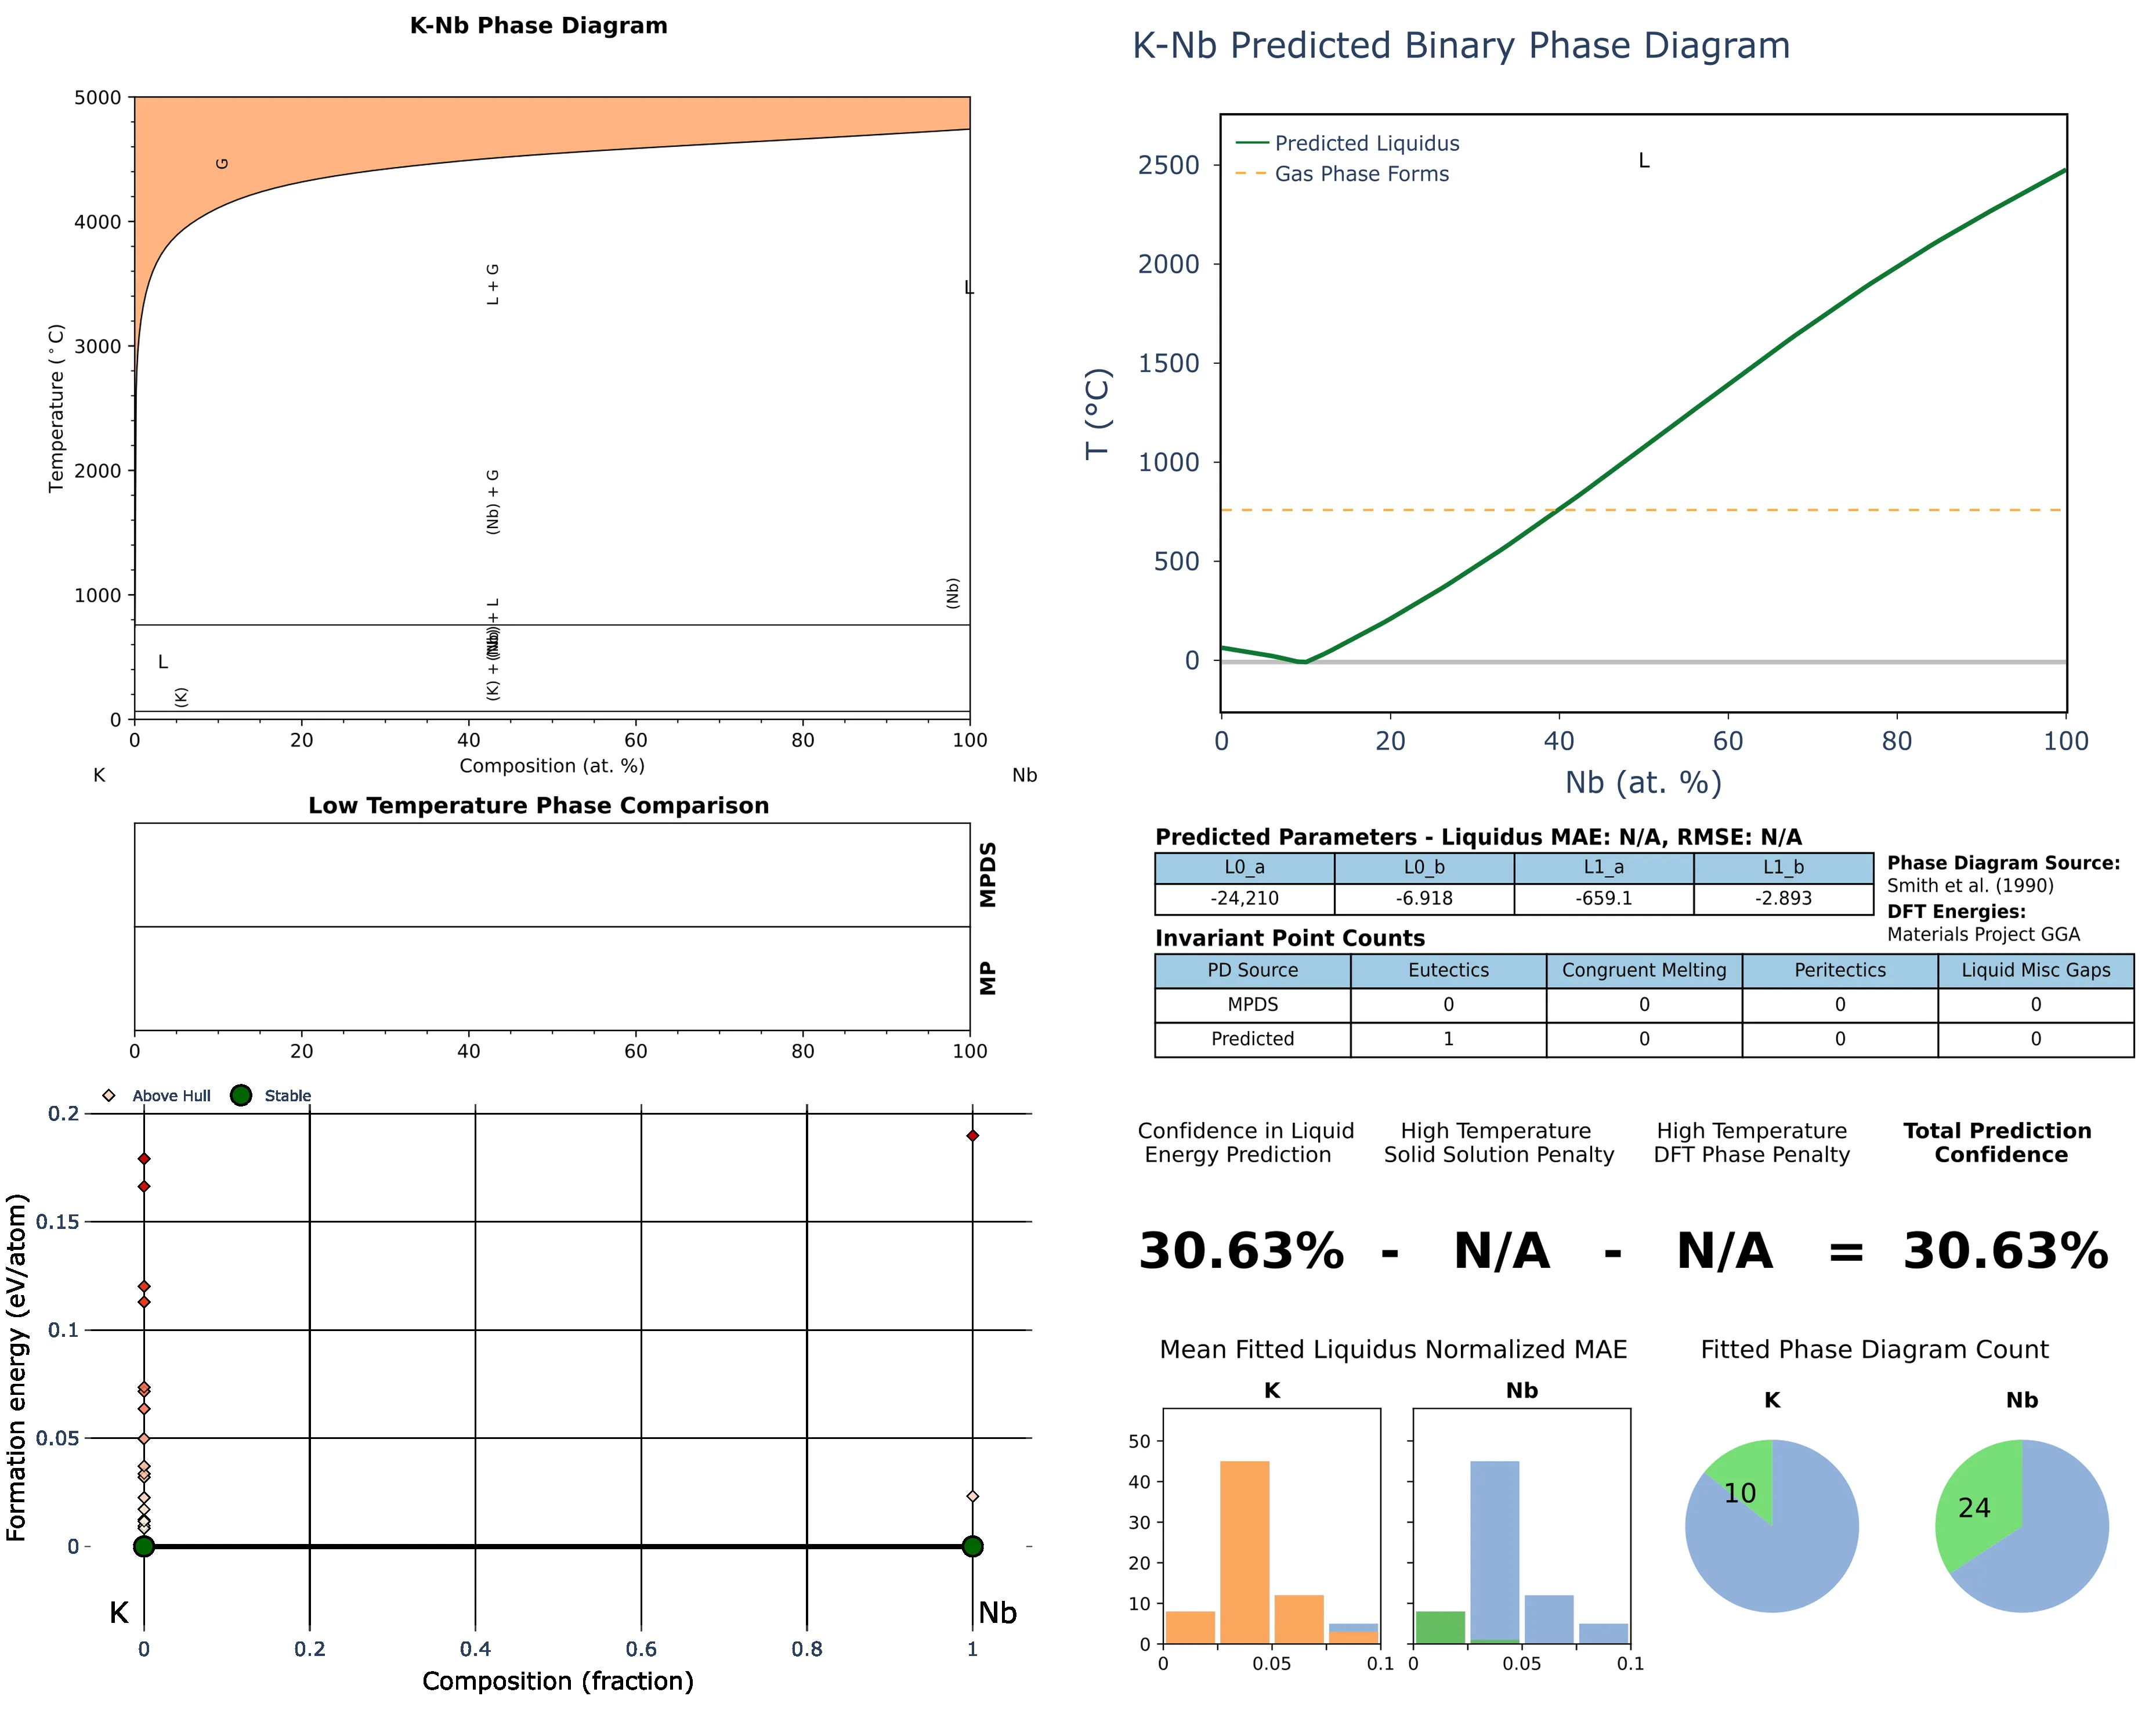 K-Nb Phase Diagram
5000
4000
3000
2000
1000
0
Temperature (°C)
G
L + G
L
(Nb) + G
(Nb)
L
(K)
(K) + (Nb)
0 20 40 60 80 100
Composition (at. %)
K Nb
Low Temperature Phase Comparison
MPDS
MP
0 20 40 60 80 100
Above Hull Stable
0.2
0.15
0.1
0.05
0
Formation energy (eV/atom)
K Nb
0 0.2 0.4 0.6 0.8 1
Composition (fraction)
K-Nb Predicted Binary Phase Diagram
Predicted Liquidus
Gas Phase Forms
L
2500
2000
1500
1000
500
0
T (°C)
0 20 40 60 80 100
Nb (at. %)
Predicted Parameters - Liquidus MAE: N/A, RMSE: N/A
L0_a L0_b L1_a L1_b
-24,210 -6.918 -659.1 -2.893
Phase Diagram Source:
Smith et al. (1990)
DFT Energies:
Materials Project GGA
Invariant Point Counts
PD Source Eutectics Congruent Melting Peritectics Liquid Misc Gaps
MPDS 0 0 0 0
Predicted 1 0 0 0
Confidence in Liquid
Energy Prediction
High Temperature
Solid Solution Penalty
High Temperature
DFT Phase Penalty
Total Prediction
Confidence
30.63% - N/A - N/A = 30.63%
Mean Fitted Liquidus Normalized MAE
K Nb
50
40
30
20
10
0
0 0.05 0.1 0 0.05 0.1
Fitted Phase Diagram Count
K Nb
10 24